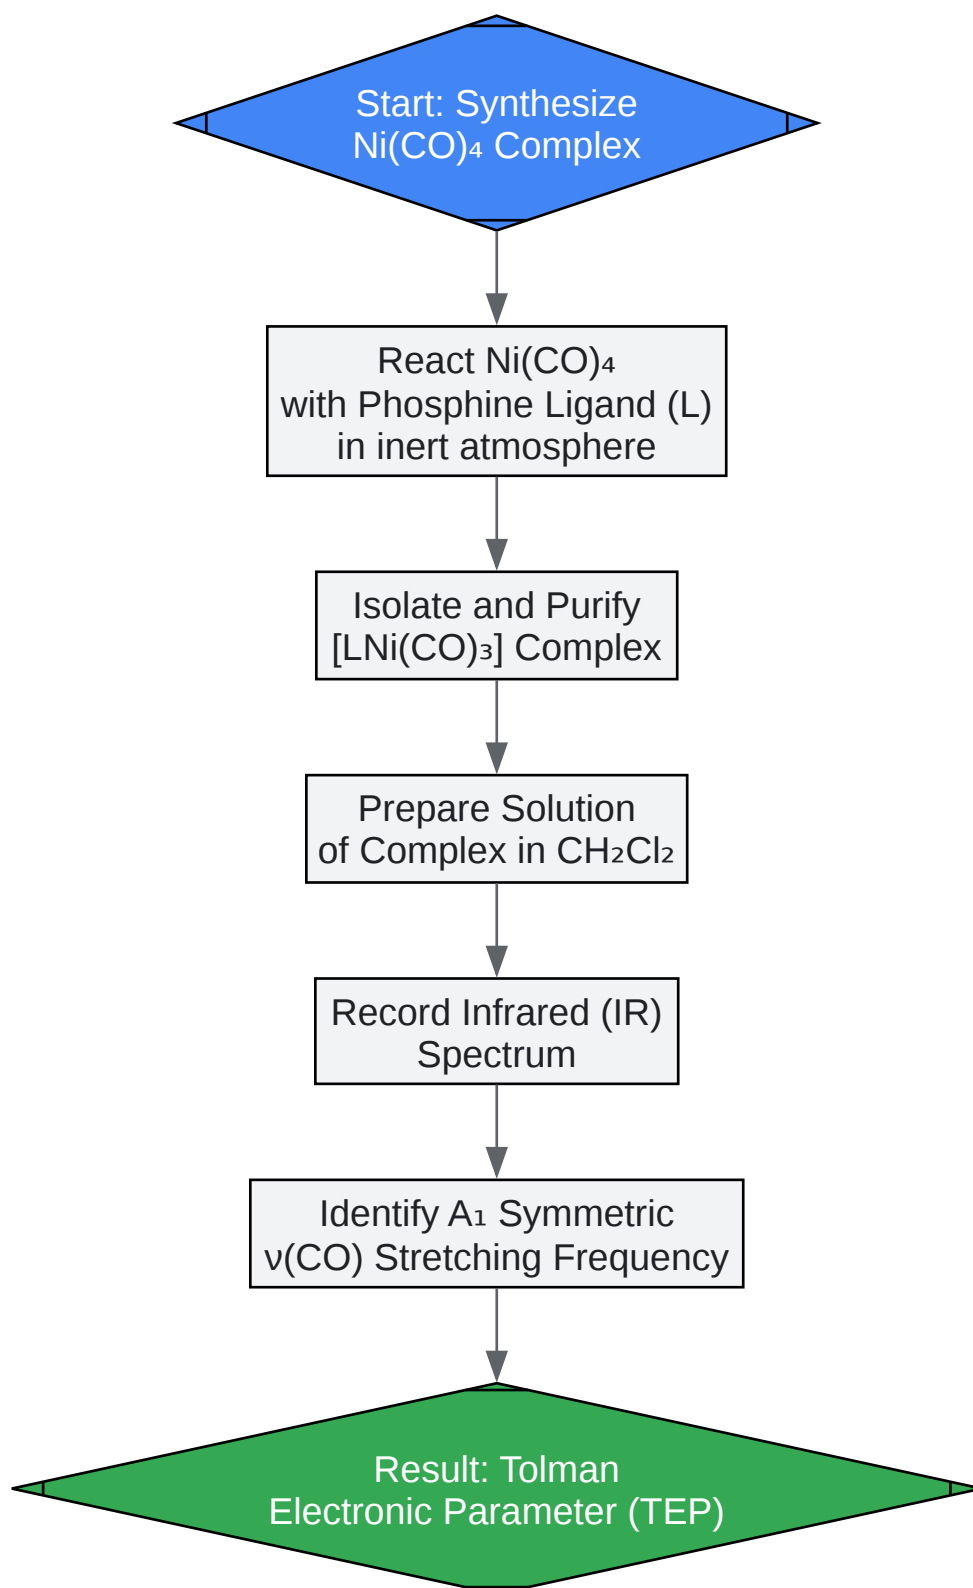 Start: Synthesize
Ni(CO)₄ Complex
React Ni(CO)₄
with Phosphine Ligand (L)
in inert atmosphere
Isolate and Purify
[LNi(CO)₃] Complex
Prepare Solution
of Complex in CH₂Cl₂
Record Infrared (IR)
Spectrum
Identify A₁ Symmetric
ν(CO) Stretching Frequency
Result: Tolman
Electronic Parameter (TEP)